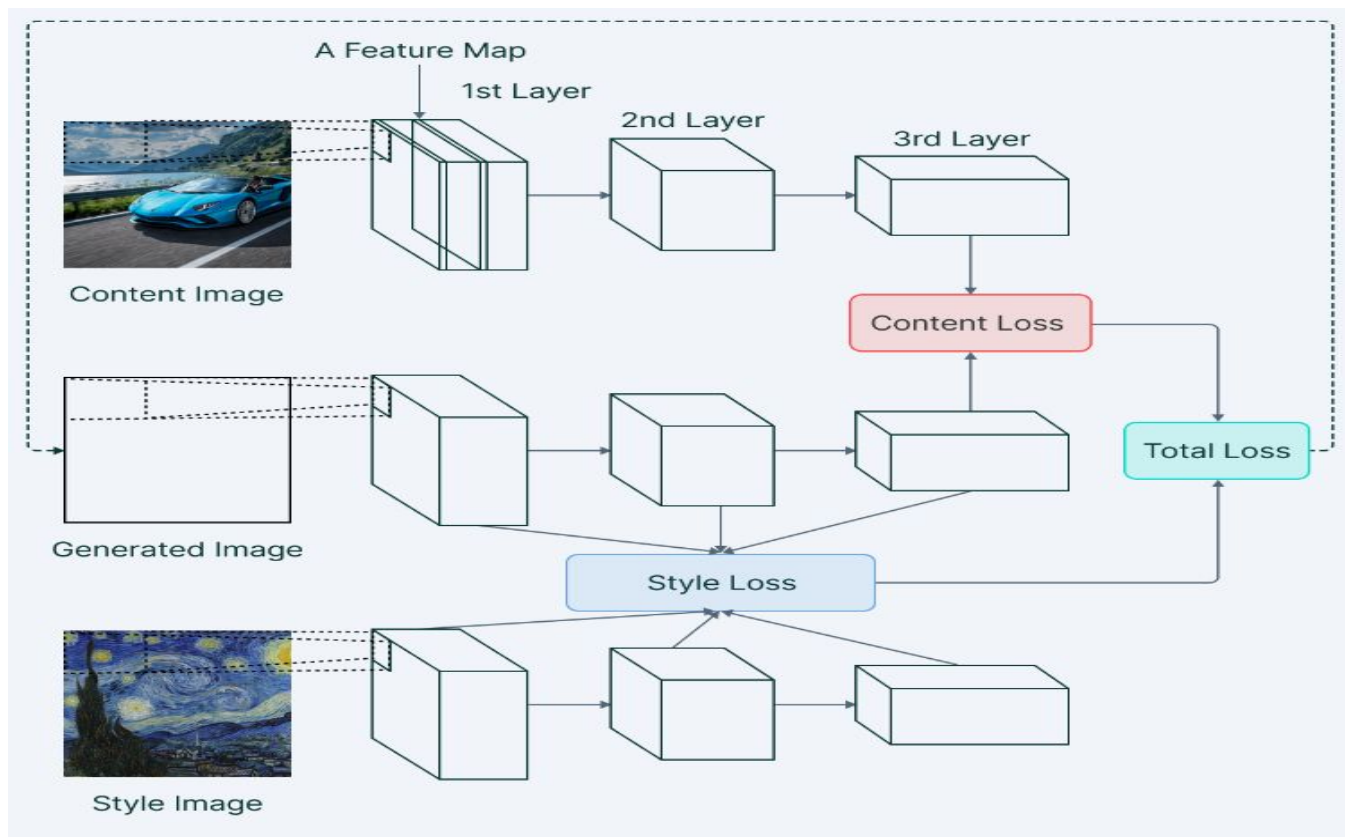 A Feature Map
1st Layer
2nd Layer
3rd Layer
Content Image
Content Loss
Total Loss
Generated Image
Style Loss
Style Image